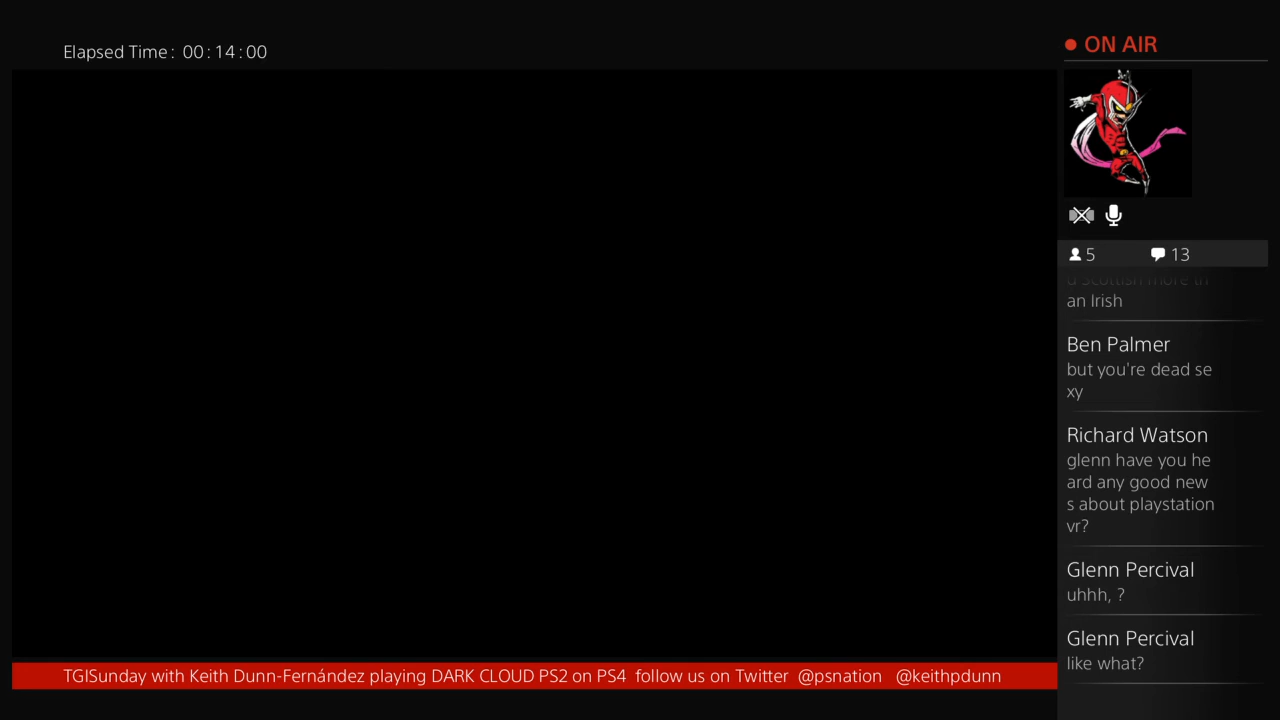 Elapsed Time: 00:14:00
ON AIR
5 13
an Irish
Ben Palmer
but you're dead se
xy
Richard Watson
glenn have you he
ard any good new
s about playstation
vr?
Glenn Percival
uhhh, ?
Glenn Percival
like what?
TGISunday with Keith Dunn-Fernández playing DARK CLOUD PS2 on PS4 follow us on Twitter @psnation @keithpdunn